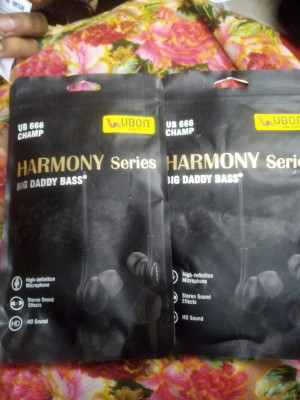 UBON
UB 666
CHAMP
HARMONY Series
BIG DADDY BASS+
High-definition
Microphone
Stereo Sound
Effects
HD
HD Sound
UBON
UB 666
CHAMP
HARMONY Serie
BIG DADDY BASS+
High-definition
Microphone
Stereo Sound
Effects
HD Sound